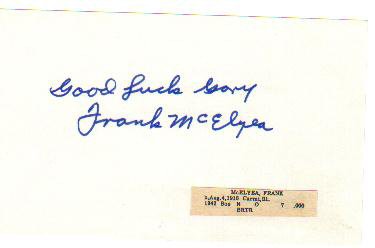 Good Luck Gary
Frank McElyea
McELYEA, FRANK
b.Aug.4,1918 Carmi,Ill.
1942 Bos N O 7 .000
BRTR